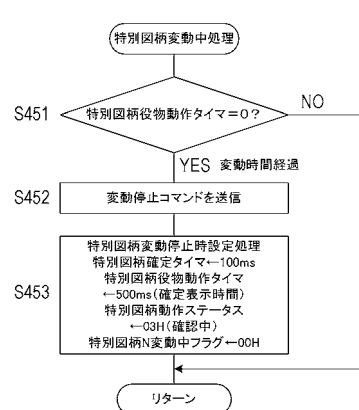 特別図柄変動中処理
S451
特別図柄役物動作タイマ=0?
NO
YES 変動時間経過
S452
変動停止コマンドを送信
S453
特別図柄変動停止時設定処理
特別図柄確定タイマ←100ms
特別図柄役物動作タイマ
←500ms(確定表示時間)
特別図柄動作ステータス
←03H(確認中)
特別図柄N変動中フラグ←00H
リターン